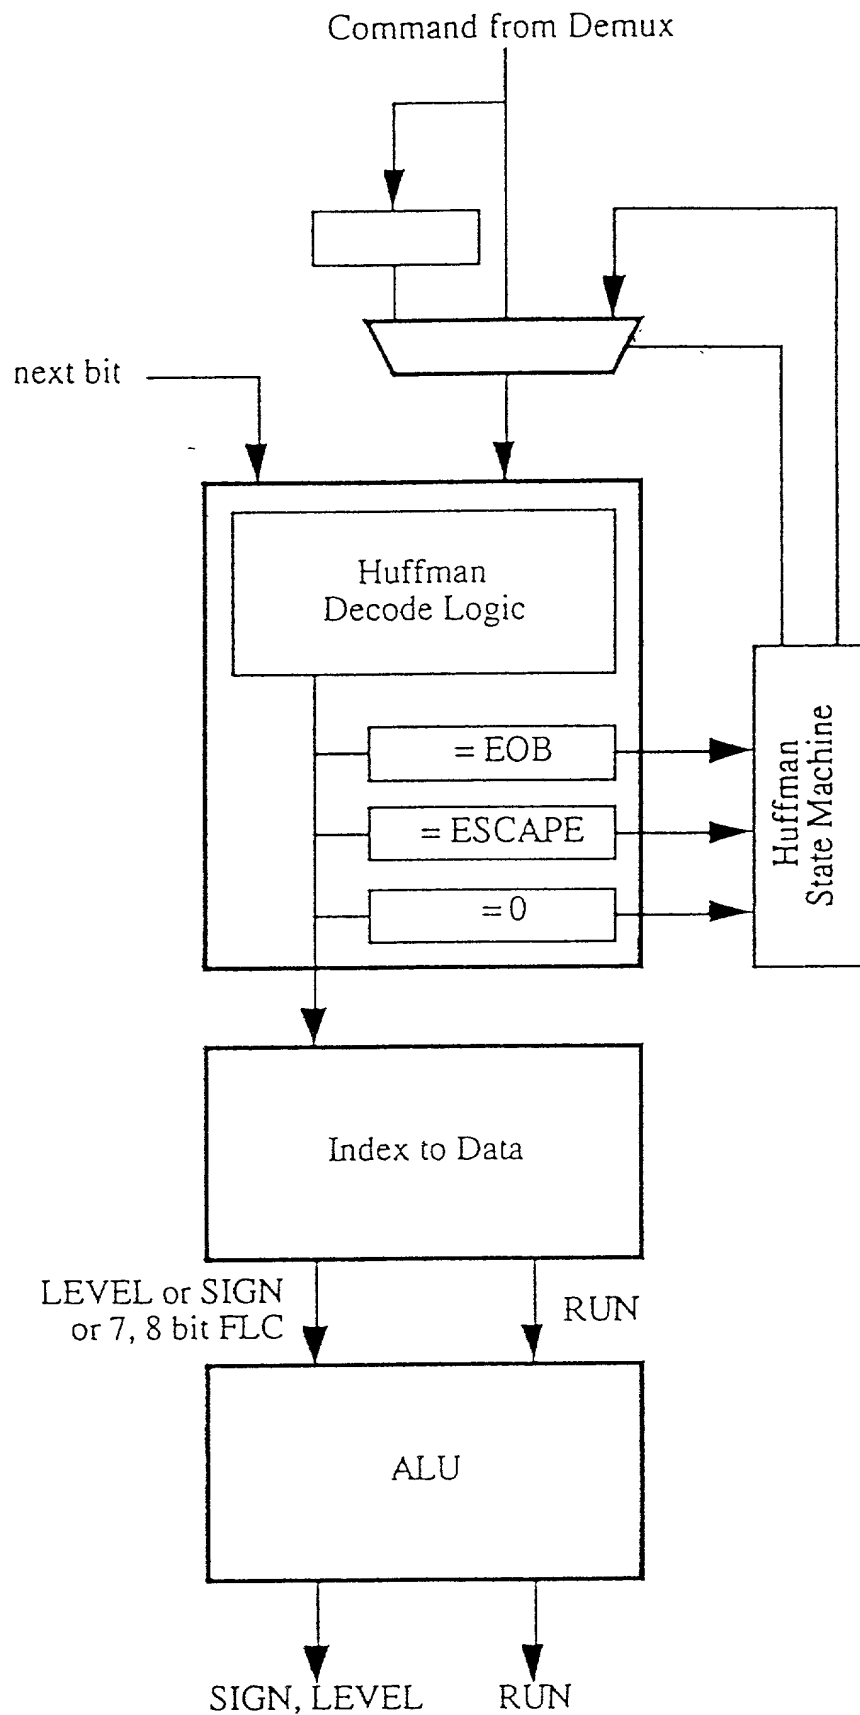 Command from Demux
next bit
Huffman
Decode Logic
= EOB
= ESCAPE
= 0
Huffman
State Machine
Index to Data
LEVEL or SIGN
or 7, 8 bit FLC
RUN
ALU
SIGN, LEVEL
RUN